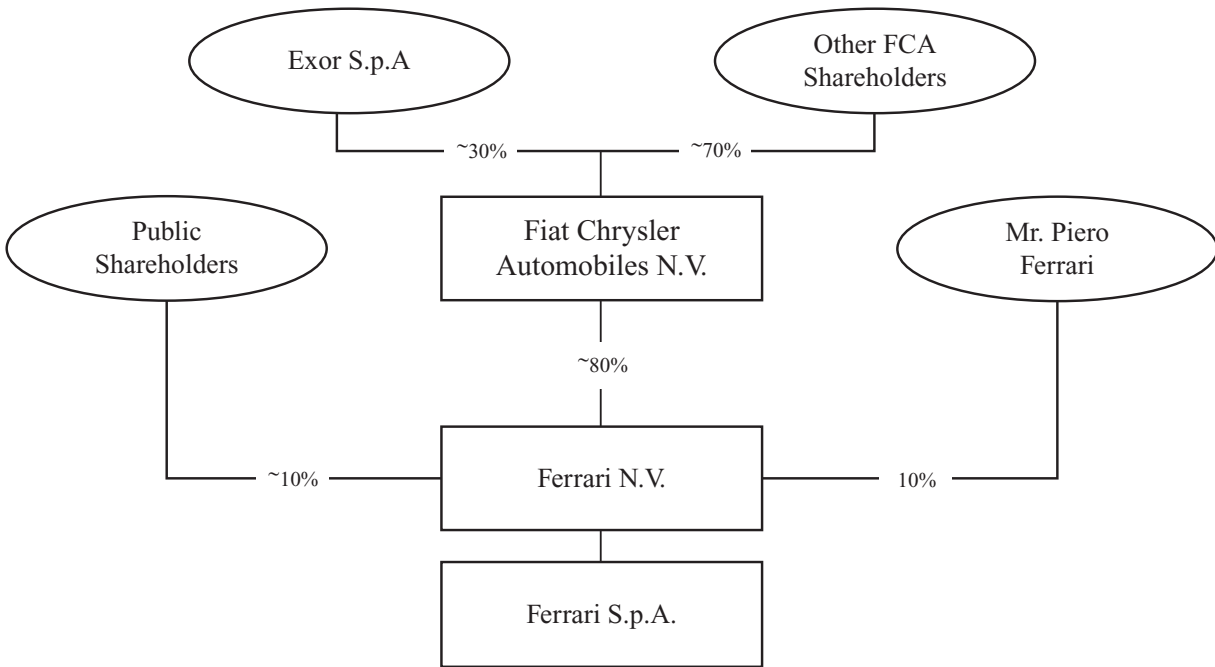 Exor S.p.A
Other FCA
Shareholders
~30%
~70%
Public
Shareholders
Fiat Chrysler
Automobiles N.V.
Mr. Piero
Ferrari
~80%
~10%
Ferrari N.V.
10%
Ferrari S.p.A.